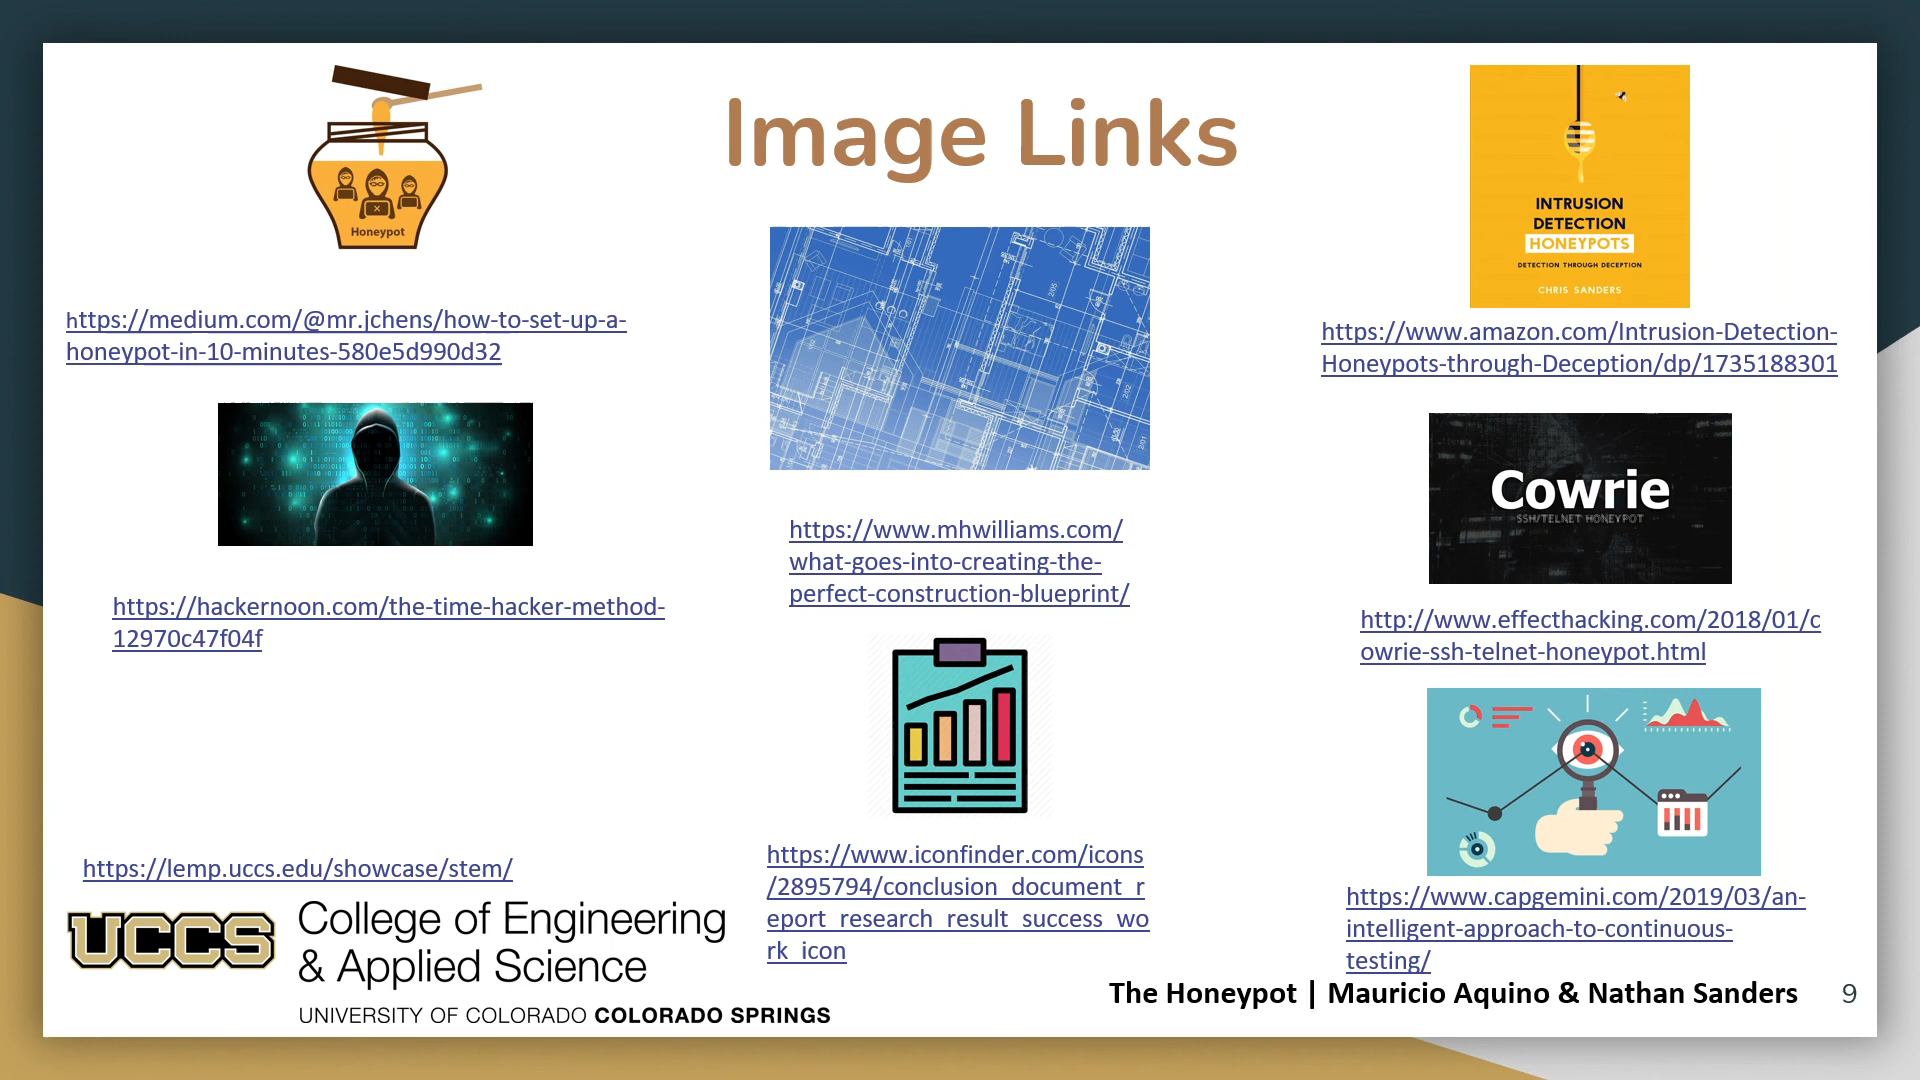 Image Links
Honeypot
https://medium.com/@mr.jchens/how-to-set-up-a-
honeypot-in-10-minutes-580e5d990d32
https://hackernoon.com/the-time-hacker-method-
12970c47f04f
https://lemp.uccs.edu/showcase/stem/
UCCS
College of Engineering
& Applied Science
UNIVERSITY OF COLORADO COLORADO SPRINGS
https://www.mhwilliams.com/
what-goes-into-creating-the-
perfect-construction-blueprint/
https://www.iconfinder.com/icons
/2895794/conclusion_document_r
eport_research_result_success_wo
rk_icon
INTRUSION
DETECTION
HONEYPOTS
DETECTION THROUGH DECEPTION
CHRIS SANDERS
https://www.amazon.com/Intrusion-Detection-
Honeypots-through-Deception/dp/1735188301
Cowrie
SSH/TELNET HONEYPOT
http://www.effecthacking.com/2018/01/c
owrie-ssh-telnet-honeypot.html
https://www.capgemini.com/2019/03/an-
intelligent-approach-to-continuous-
testing/
The Honeypot | Mauricio Aquino & Nathan Sanders
9